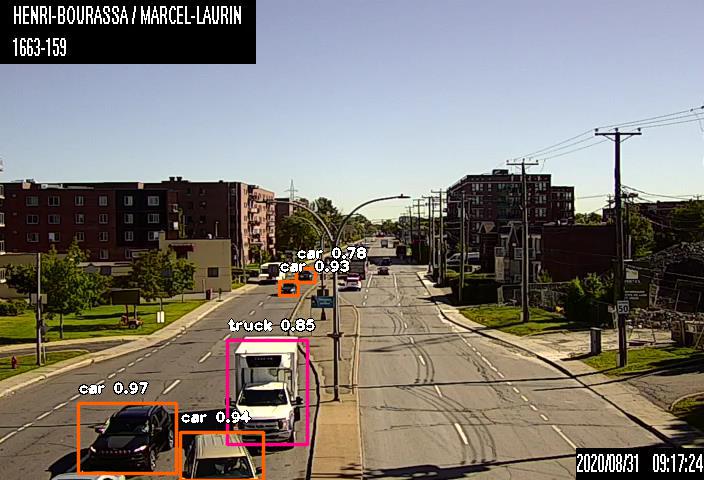 HENRI-BOURASSA / MARCEL-LAURIN
1663-159
car 0.78
car 0.93
truck 0.85
50
car 0.97
car 0.94
2020/08/31 09:17:24